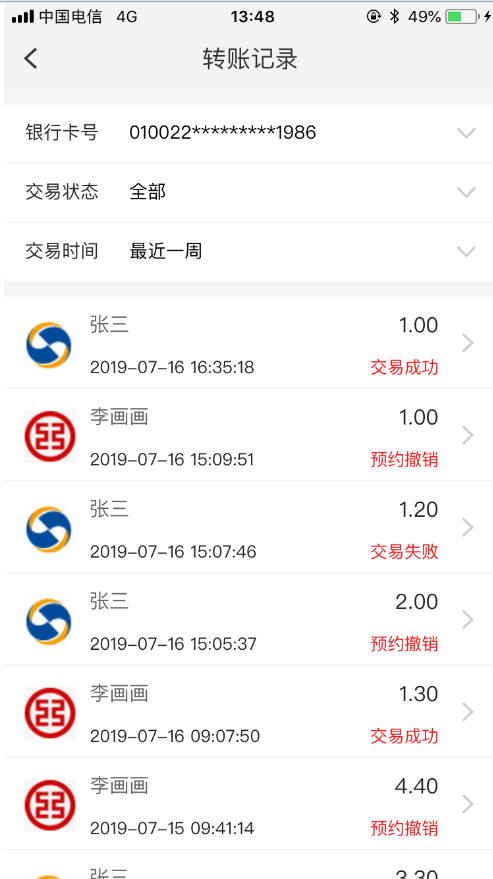 中国电信 4G 13:48 49%
转账记录
银行卡号 010022*********1986
交易状态 全部
交易时间 最近一周
张三 1.00
2019-07-16 16:35:18 交易成功
李画画 1.00
2019-07-16 15:09:51 预约撤销
张三 1.20
2019-07-16 15:07:46 交易失败
张三 2.00
2019-07-16 15:05:37 预约撤销
李画画 1.30
2019-07-16 09:07:50 交易成功
李画画 4.40
2019-07-15 09:41:14 预约撤销
张三 3.30